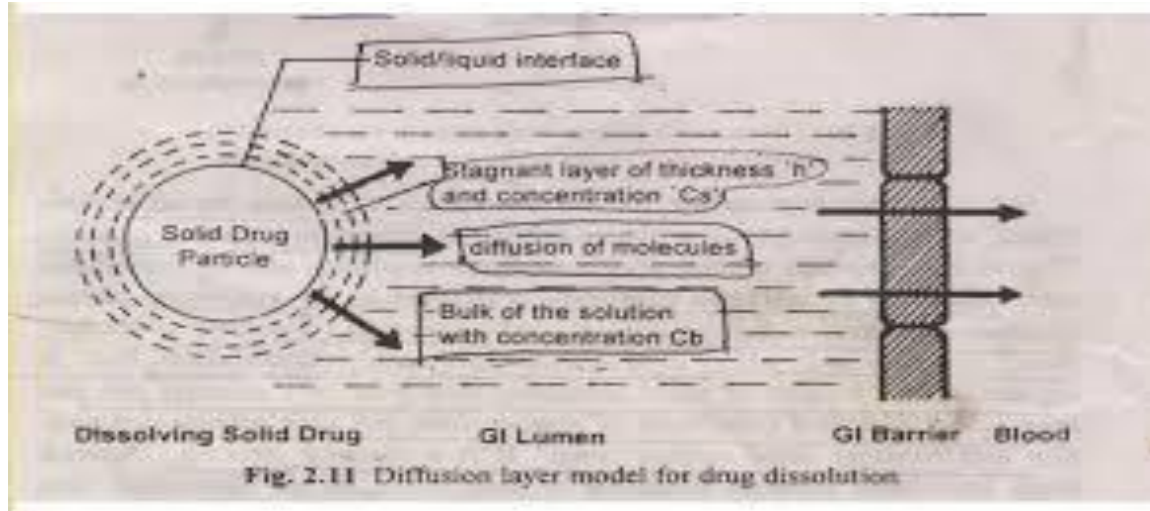 Solid/liquid interface
Stagnant layer of thickness 'h'
and concentration 'Cs'
Solid Drug
Particle
diffusion of molecules
Bulk of the solution
with concentration Cb
Dissolving Solid Drug GI Lumen GI Barrier Blood
Fig. 2.11 Diffusion layer model for drug dissolution